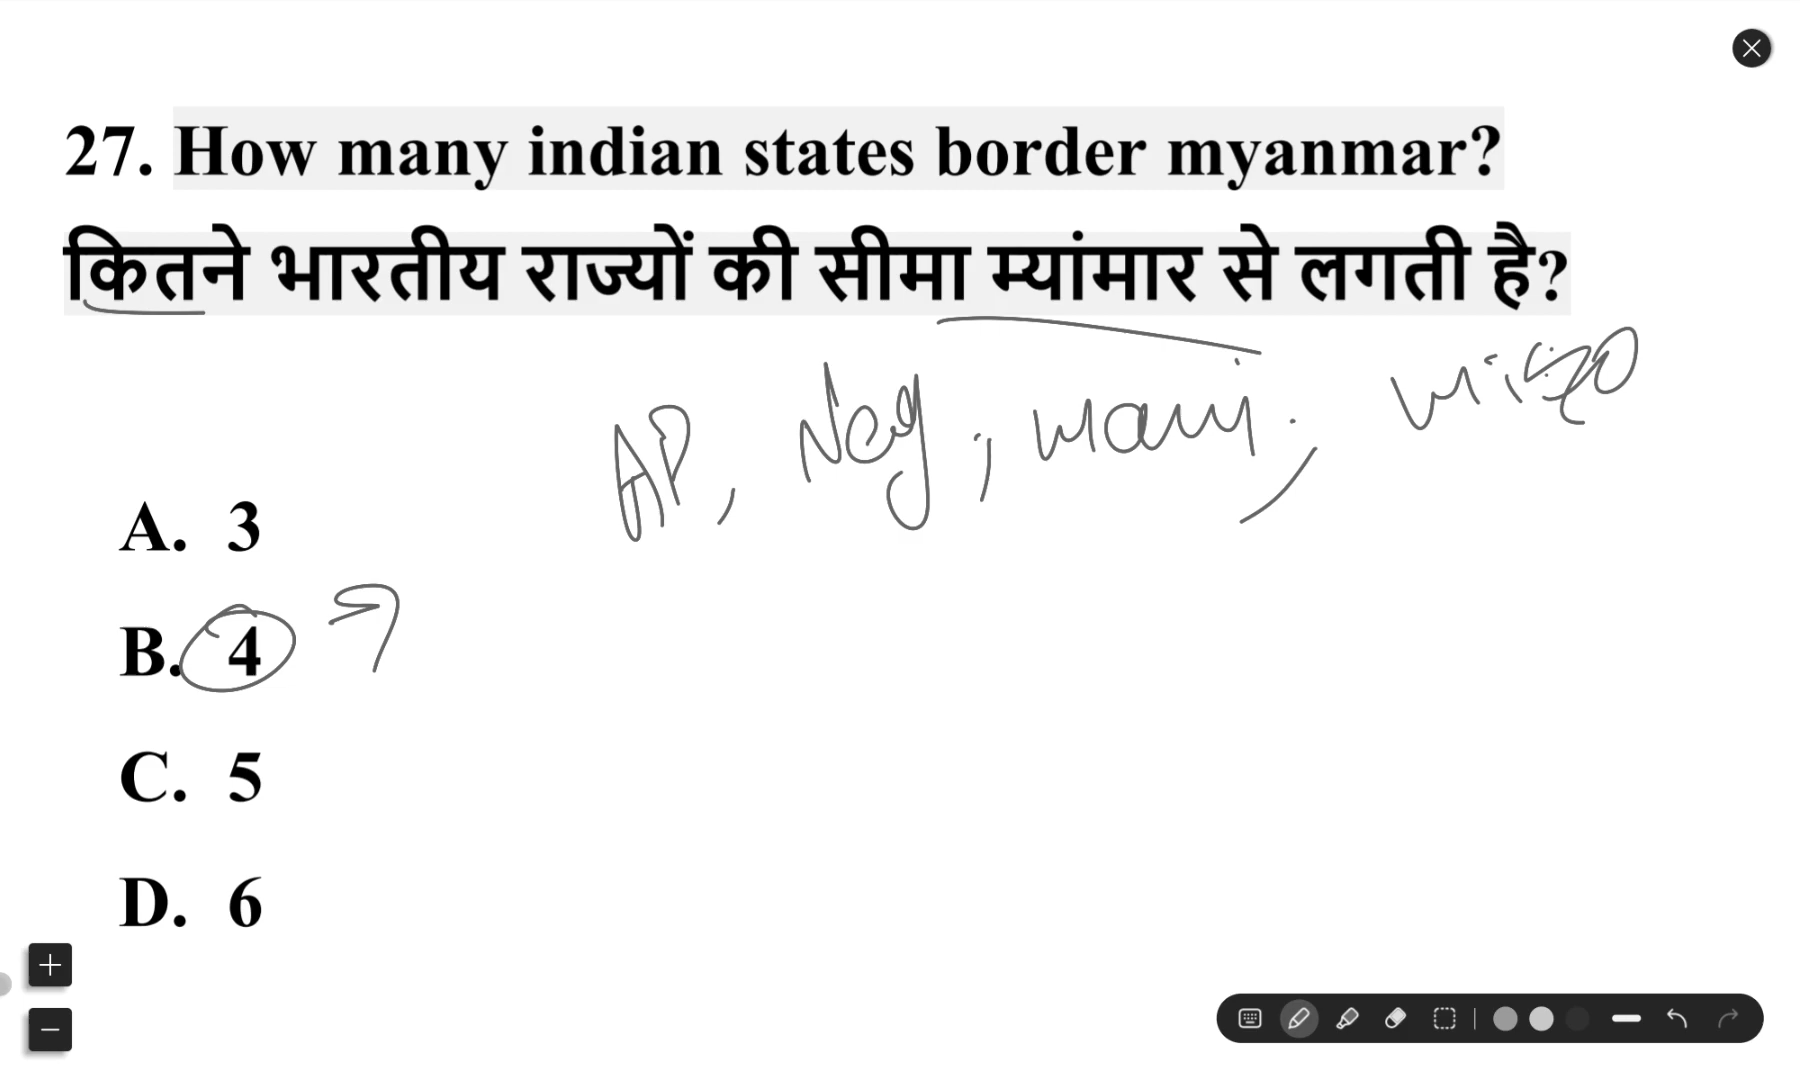 27. How many indian states border myanmar?
कितने भारतीय राज्यों की सीमा म्यांमार से लगती है?
AP, Nag, Mani, Mizo
A. 3
B. 4
C. 5
D. 6